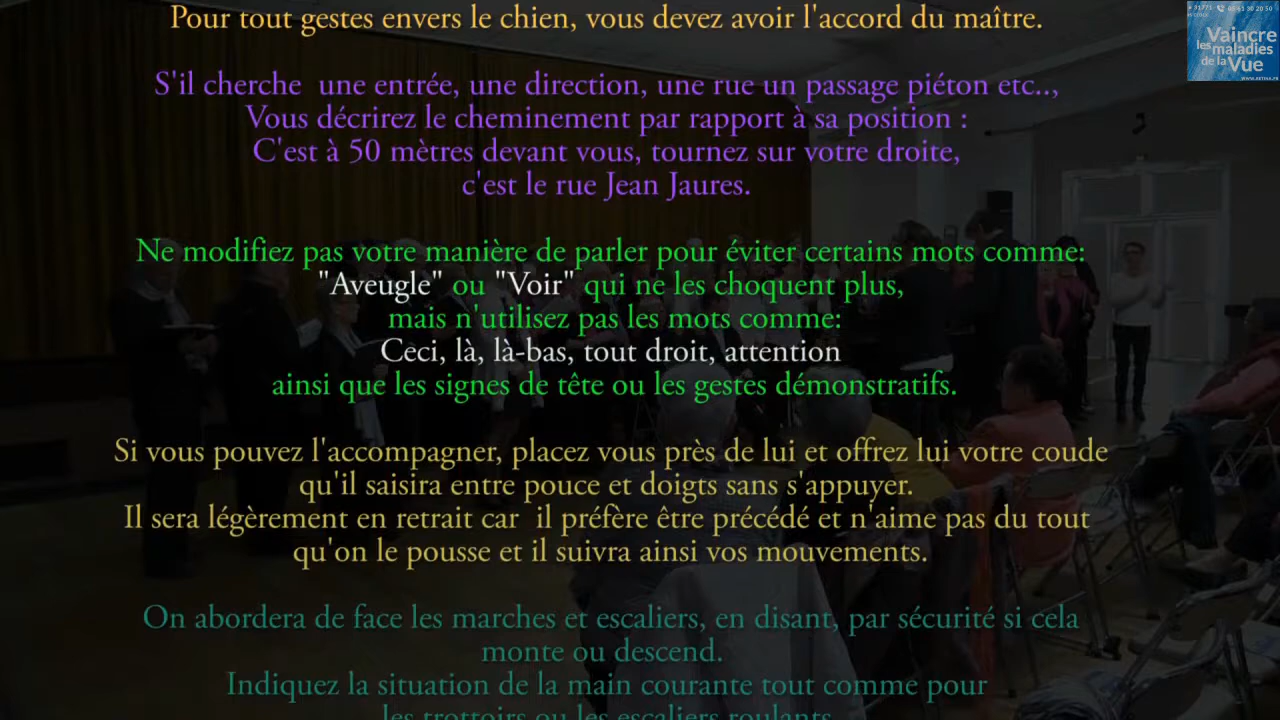 Pour tout gestes envers le chien, vous devez avoir l'accord du maître.
S'il cherche une entrée, une direction, une rue un passage piéton etc..,
Vous décrirez le cheminement par rapport à sa position :
C'est à 50 mètres devant vous, tournez sur votre droite,
c'est le rue Jean Jaures.
Ne modifiez pas votre manière de parler pour éviter certains mots comme:
"Aveugle" ou "Voir" qui ne les choquent plus,
mais n'utilisez pas les mots comme:
Ceci, là, là-bas, tout droit, attention
ainsi que les signes de tête ou les gestes démonstratifs.
Si vous pouvez l'accompagner, placez vous près de lui et offrez lui votre coude
qu'il saisira entre pouce et doigts sans s'appuyer.
Il sera légèrement en retrait car il préfère être précédé et n'aime pas du tout
qu'on le pousse et il suivra ainsi vos mouvements.
On abordera de face les marches et escaliers, en disant, par sécurité si cela
monte ou descend.
Indiquez la situation de la main courante tout comme pour
les trottoirs ou les escaliers roulants
Vaincre
les maladies
de la Vue